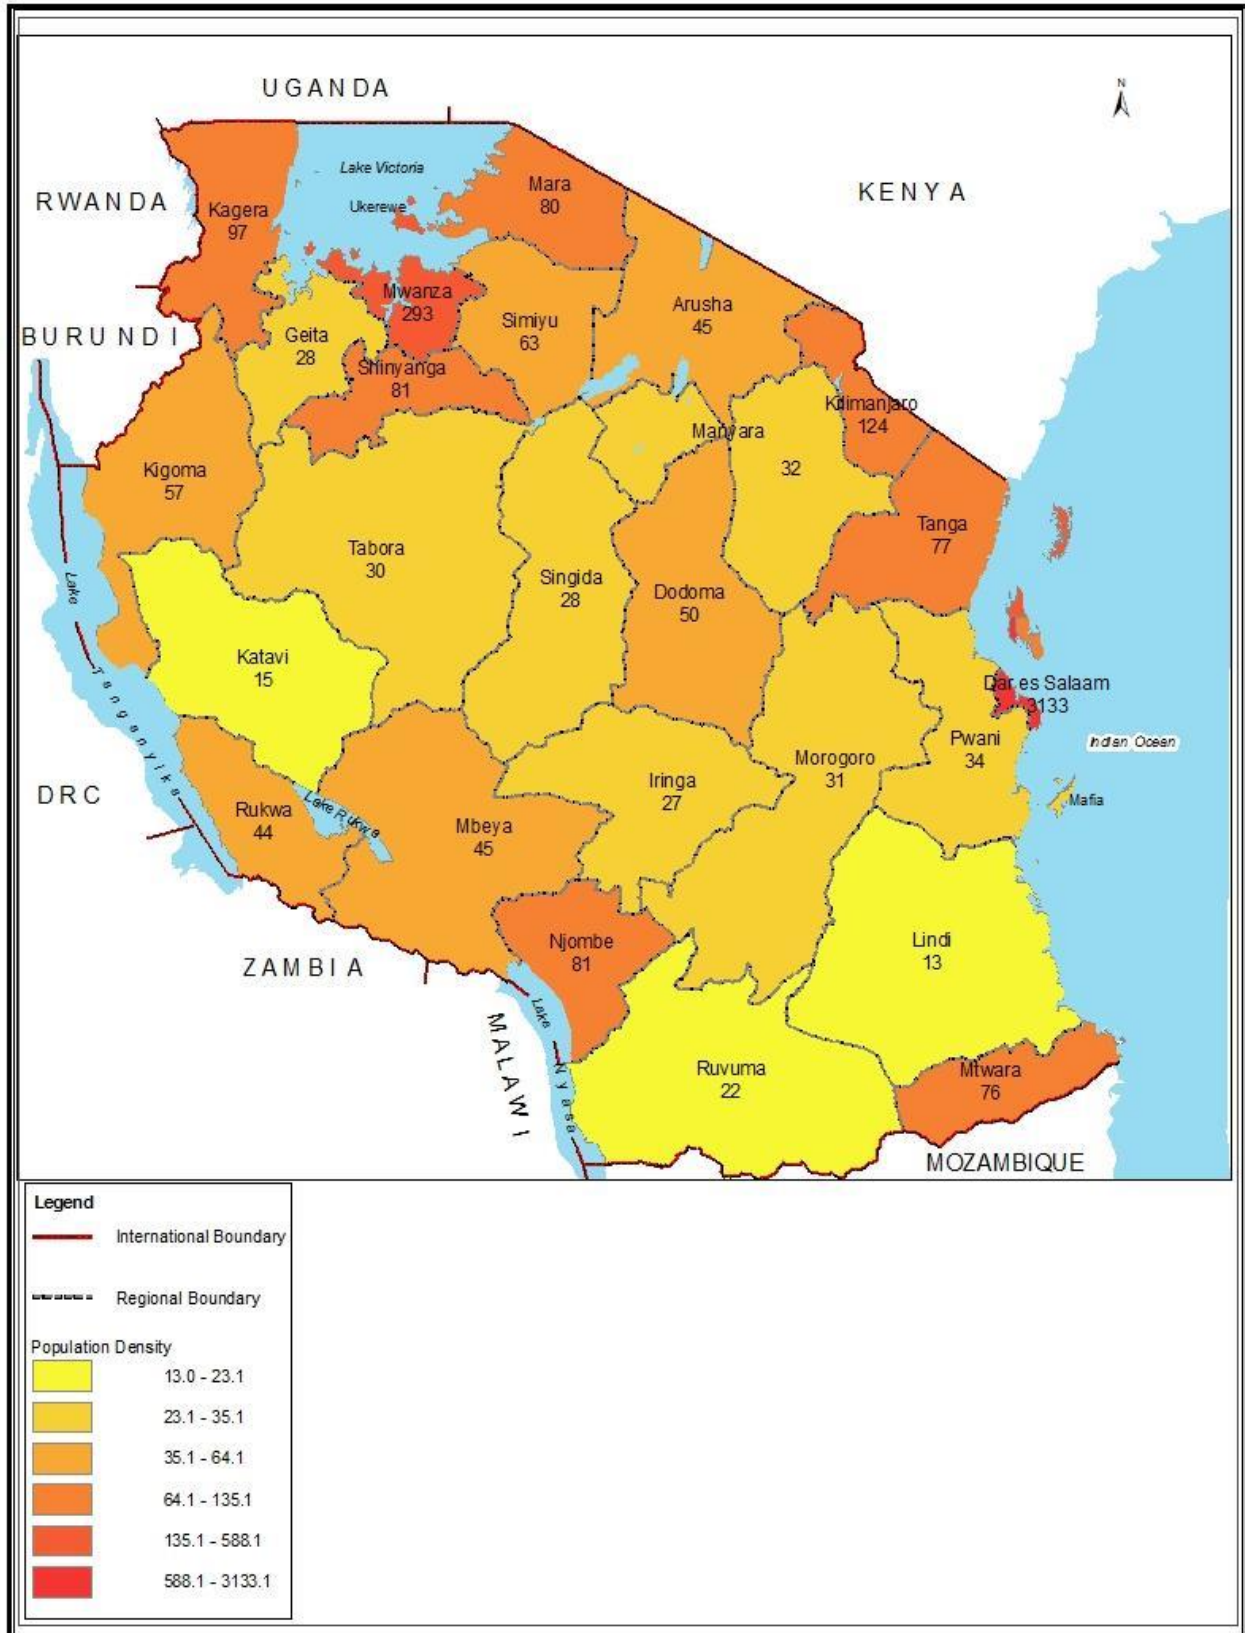 N
UGANDA
Lake Victoria
RWANDA
Ukerewe
KENYA
Mara
80
Kagera
97
Mwanza
293
Arusha
45
Simiyu
63
BURUNDI
Geita
28
Shinyanga
81
Kilimanjaro
124
Manyara
32
Kigoma
57
Tanga
77
Tabora
30
Singida
28
Dodoma
50
Katavi
15
Lake Tanganyika
Dar es Salaam
3133
Indian Ocean
Pwani
34
Mafia
Morogoro
31
Iringa
27
DRC
Rukwa
44
Lake Rukwa
Mbeya
45
Njombe
81
Lindi
13
ZAMBIA
MALAWI
Lake Nyasa
Ruvuma
22
Mtwara
76
MOZAMBIQUE
Legend
International Boundary
Regional Boundary
Population Density
13.0 - 23.1
23.1 - 35.1
35.1 - 64.1
64.1 - 135.1
135.1 - 588.1
588.1 - 3133.1